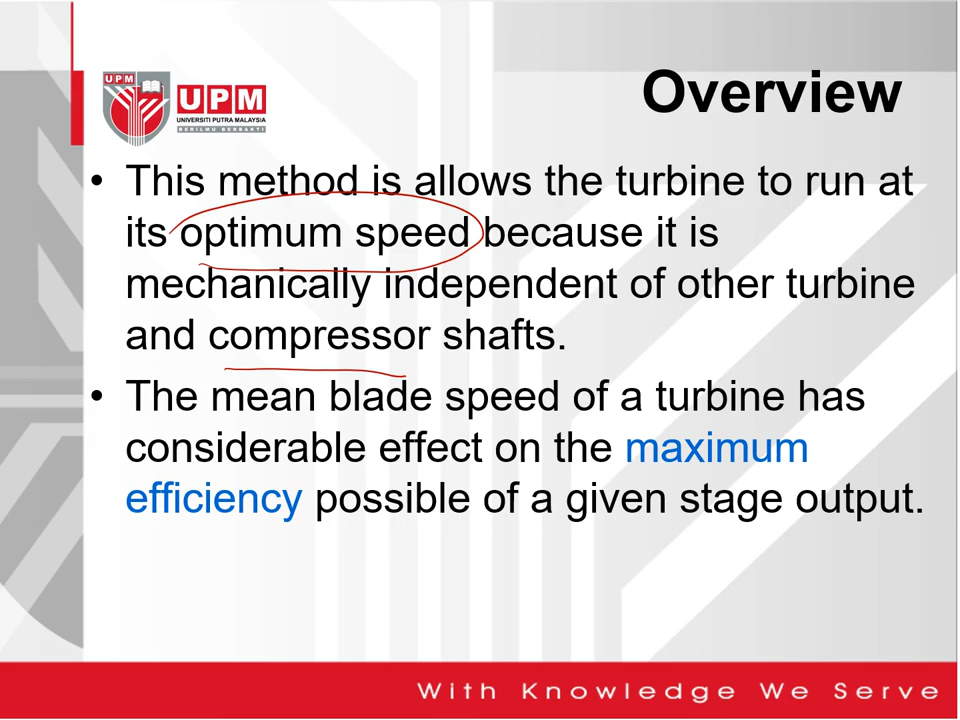 Overview
UPM
UPM
UNIVERSITI PUTRA MALAYSIA
BERILMU BERBAKTI
• This method is allows the turbine to run at
its optimum speed because it is
mechanically independent of other turbine
and compressor shafts.
• The mean blade speed of a turbine has
considerable effect on the maximum
efficiency possible of a given stage output.
With Knowledge We Serve